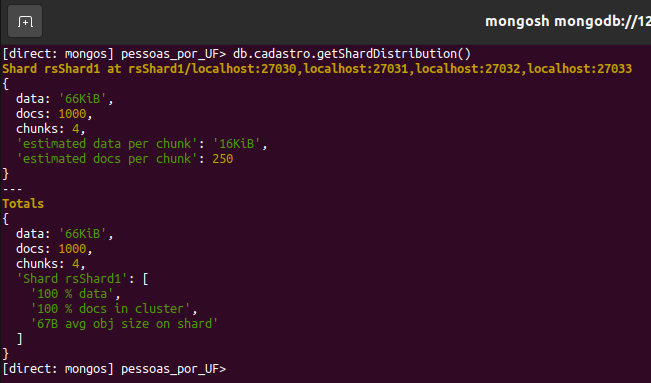 mongosh mongodb://12
[direct: mongos] pessoas_por_UF> db.cadastro.getShardDistribution()
Shard rsShard1 at rsShard1/localhost:27030,localhost:27031,localhost:27032,localhost:27033
{
  data: '66KiB',
  docs: 1000,
  chunks: 4,
  'estimated data per chunk': '16KiB',
  'estimated docs per chunk': 250
}
---
Totals
{
  data: '66KiB',
  docs: 1000,
  chunks: 4,
  'Shard rsShard1': [
    '100 % data',
    '100 % docs in cluster',
    '67B avg obj size on shard'
  ]
}
[direct: mongos] pessoas_por_UF>